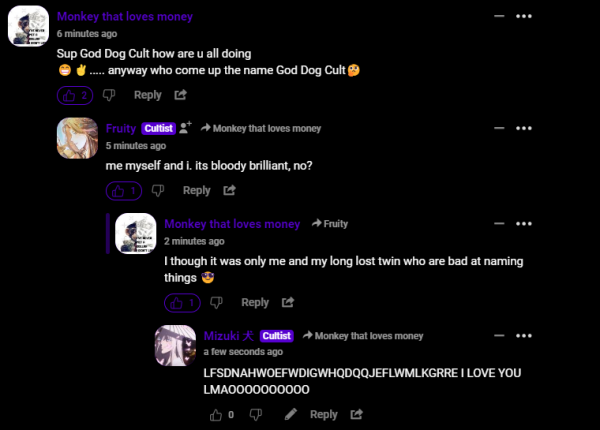 Monkey that loves money
6 minutes ago
Sup God Dog Cult how are u all doing
😁✌️..... anyway who come up the name God Dog Cult🤔
2 Reply
Fruity Cultist Monkey that loves money
5 minutes ago
me myself and i. its bloody brilliant, no?
1 Reply
Monkey that loves money Fruity
2 minutes ago
I though it was only me and my long lost twin who are bad at naming
things 😎
1 Reply
Mizuki 犬 Cultist Monkey that loves money
a few seconds ago
LFSDNAHWOEFWDIGWHQDQQJEFLWMLKGRRE I LOVE YOU
LMAOOOOOOOOOO
0 Reply